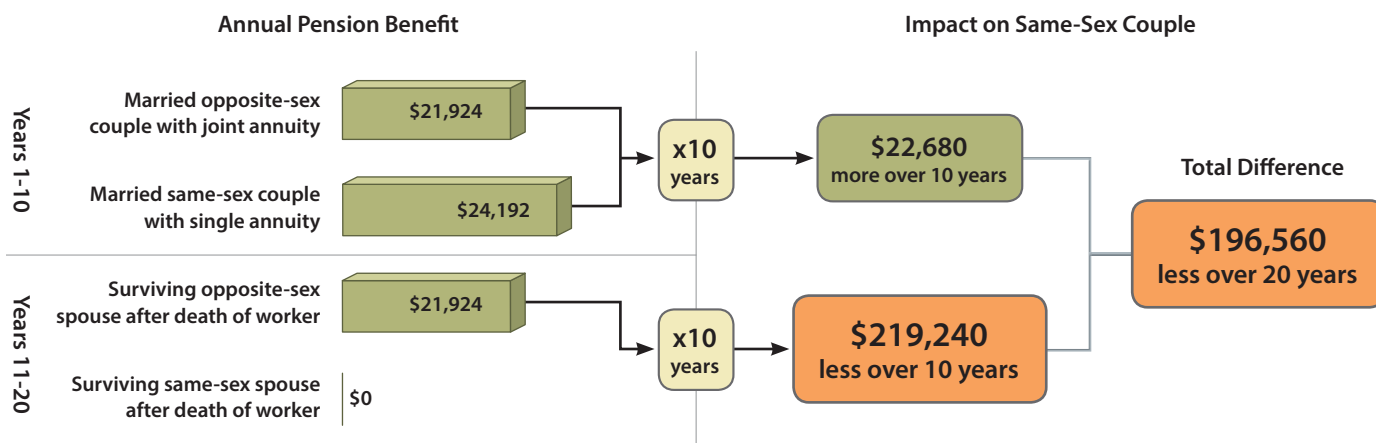 Annual Pension Benefit
Impact on Same-Sex Couple
Years 1-10
Married opposite-sex
couple with joint annuity
$21,924
Married same-sex couple
with single annuity
$24,192
x10
years
$22,680
more over 10 years
Total Difference
$196,560
less over 20 years
Years 11-20
Surviving opposite-sex
spouse after death of worker
$21,924
Surviving same-sex spouse
after death of worker
$0
x10
years
$219,240
less over 10 years